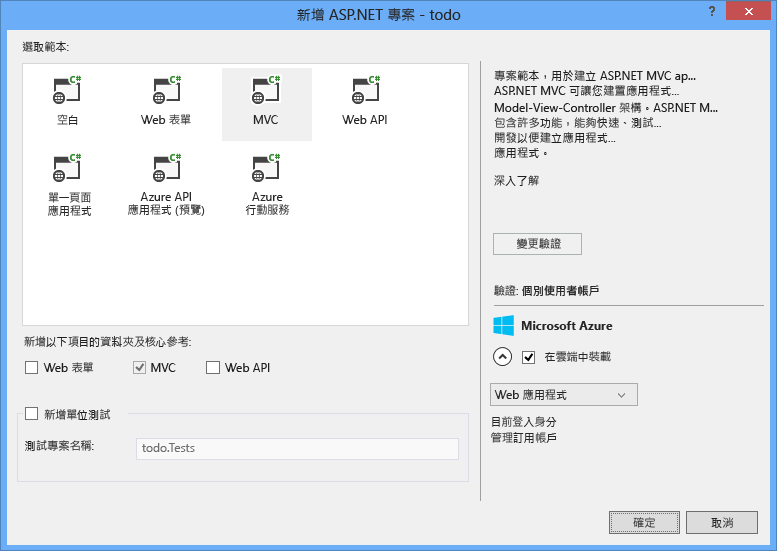 新增 ASP.NET 專案 - todo
?
選取範本:
C#
C#
C#
C#
空白
Web 表單
MVC
Web API
C#
C#
C#
單一頁面
應用程式
Azure API
應用程式 (預覽)
Azure
行動服務
新增以下項目的資料夾及核心參考:
Web 表單
MVC
Web API
新增單位測試
測試專案名稱:
todo.Tests
專案範本，用於建立 ASP.NET MVC ap...
ASP.NET MVC 可讓您建置應用程式...
Model-View-Controller 架構。ASP.NET M...
包含許多功能，能夠快速、測試...
開發以便建立應用程式...
應用程式。
深入了解
變更驗證
驗證: 個別使用者帳戶
Microsoft Azure
在雲端中裝載
Web 應用程式
目前登入身分
管理訂用帳戶
確定
取消